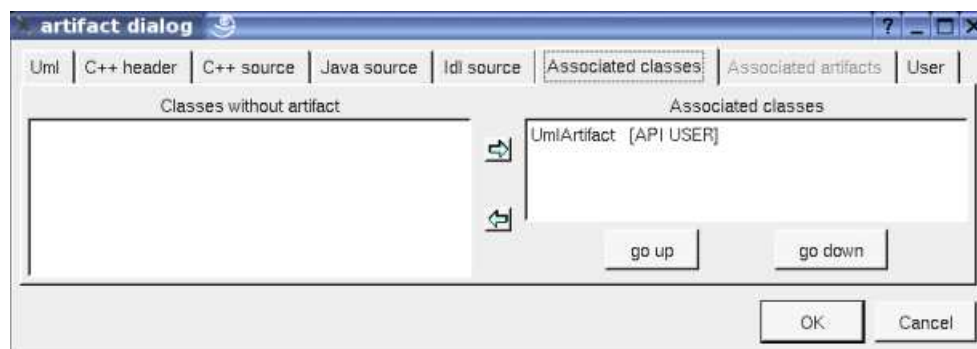 artifact dialog
?
Uml C++ header C++ source Java source Idl source Associated classes Associated artifacts User
Classes without artifact
Associated classes
UmlArtifact [API USER]
go up go down
OK Cancel